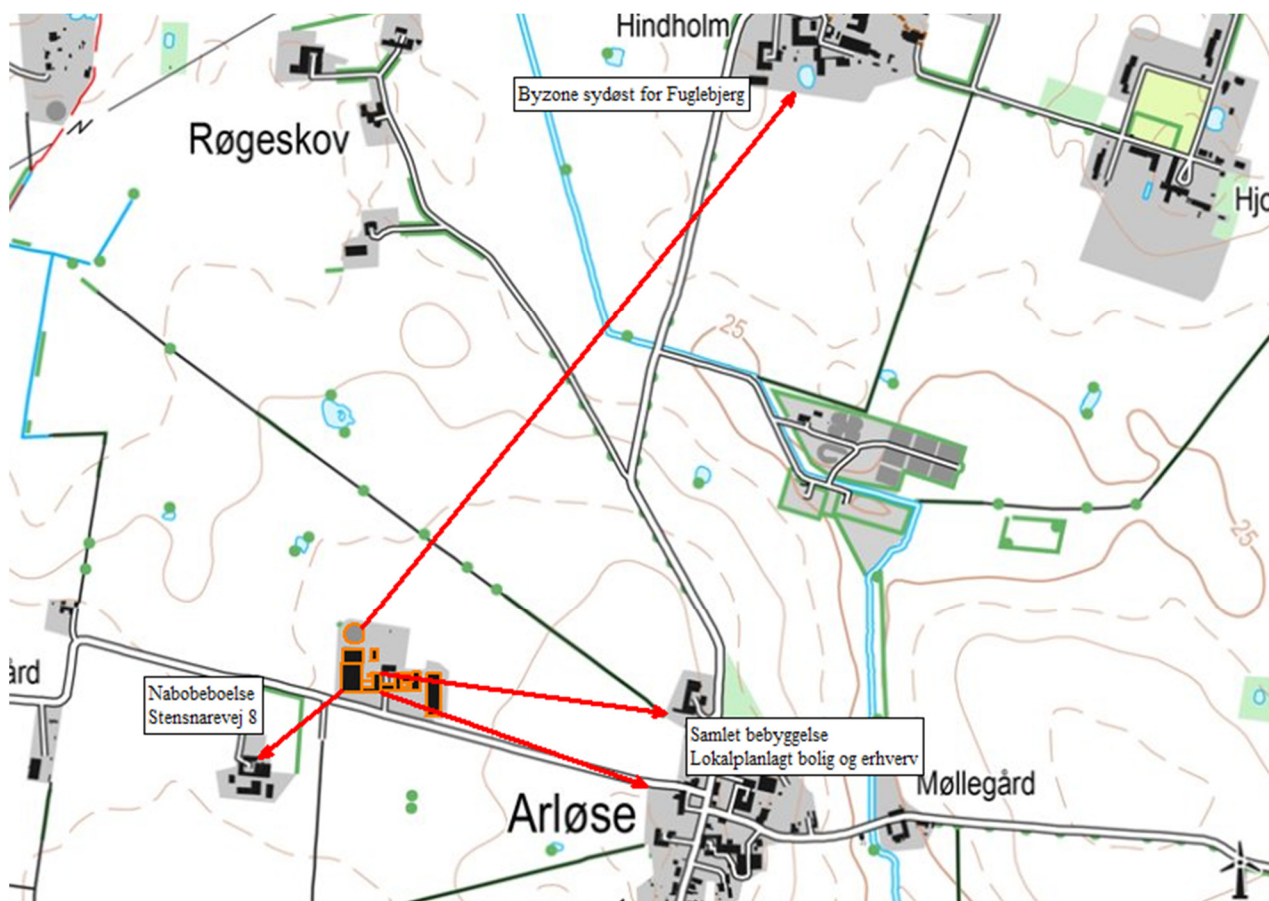 Hindholm
Byzone sydøst for Fuglebjerg
Røgeskov
Hjo
25
25
ård
Nabobeboelse
Stensnarevej 8
Samlet bebyggelse
Lokalplanlagt bolig og erhverv
Arløse
Møllegård